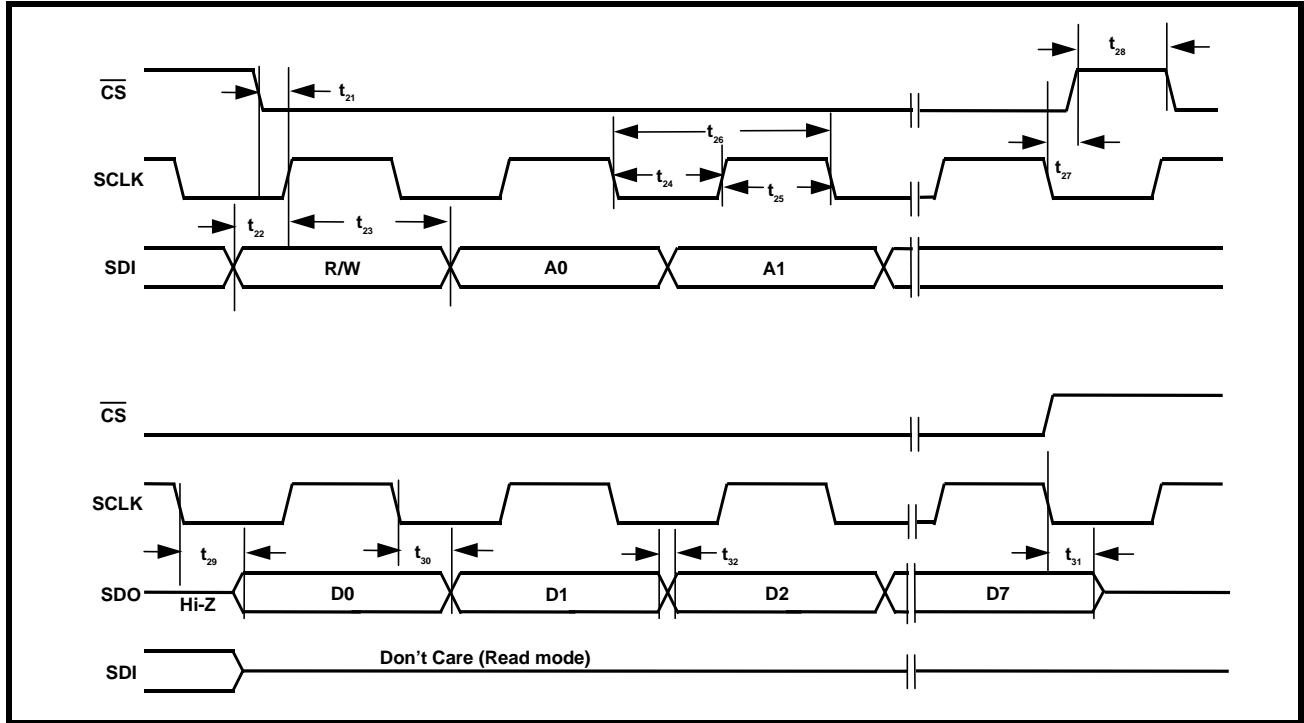 t28
CS
t21
t26
SCLK
t24
t27
t25
t22
t23
SDI
R/W
A0
A1
CS
SCLK
t29
t30
t32
t31
SDO
Hi-Z
D0
D1
D2
D7
Don't Care (Read mode)
SDI